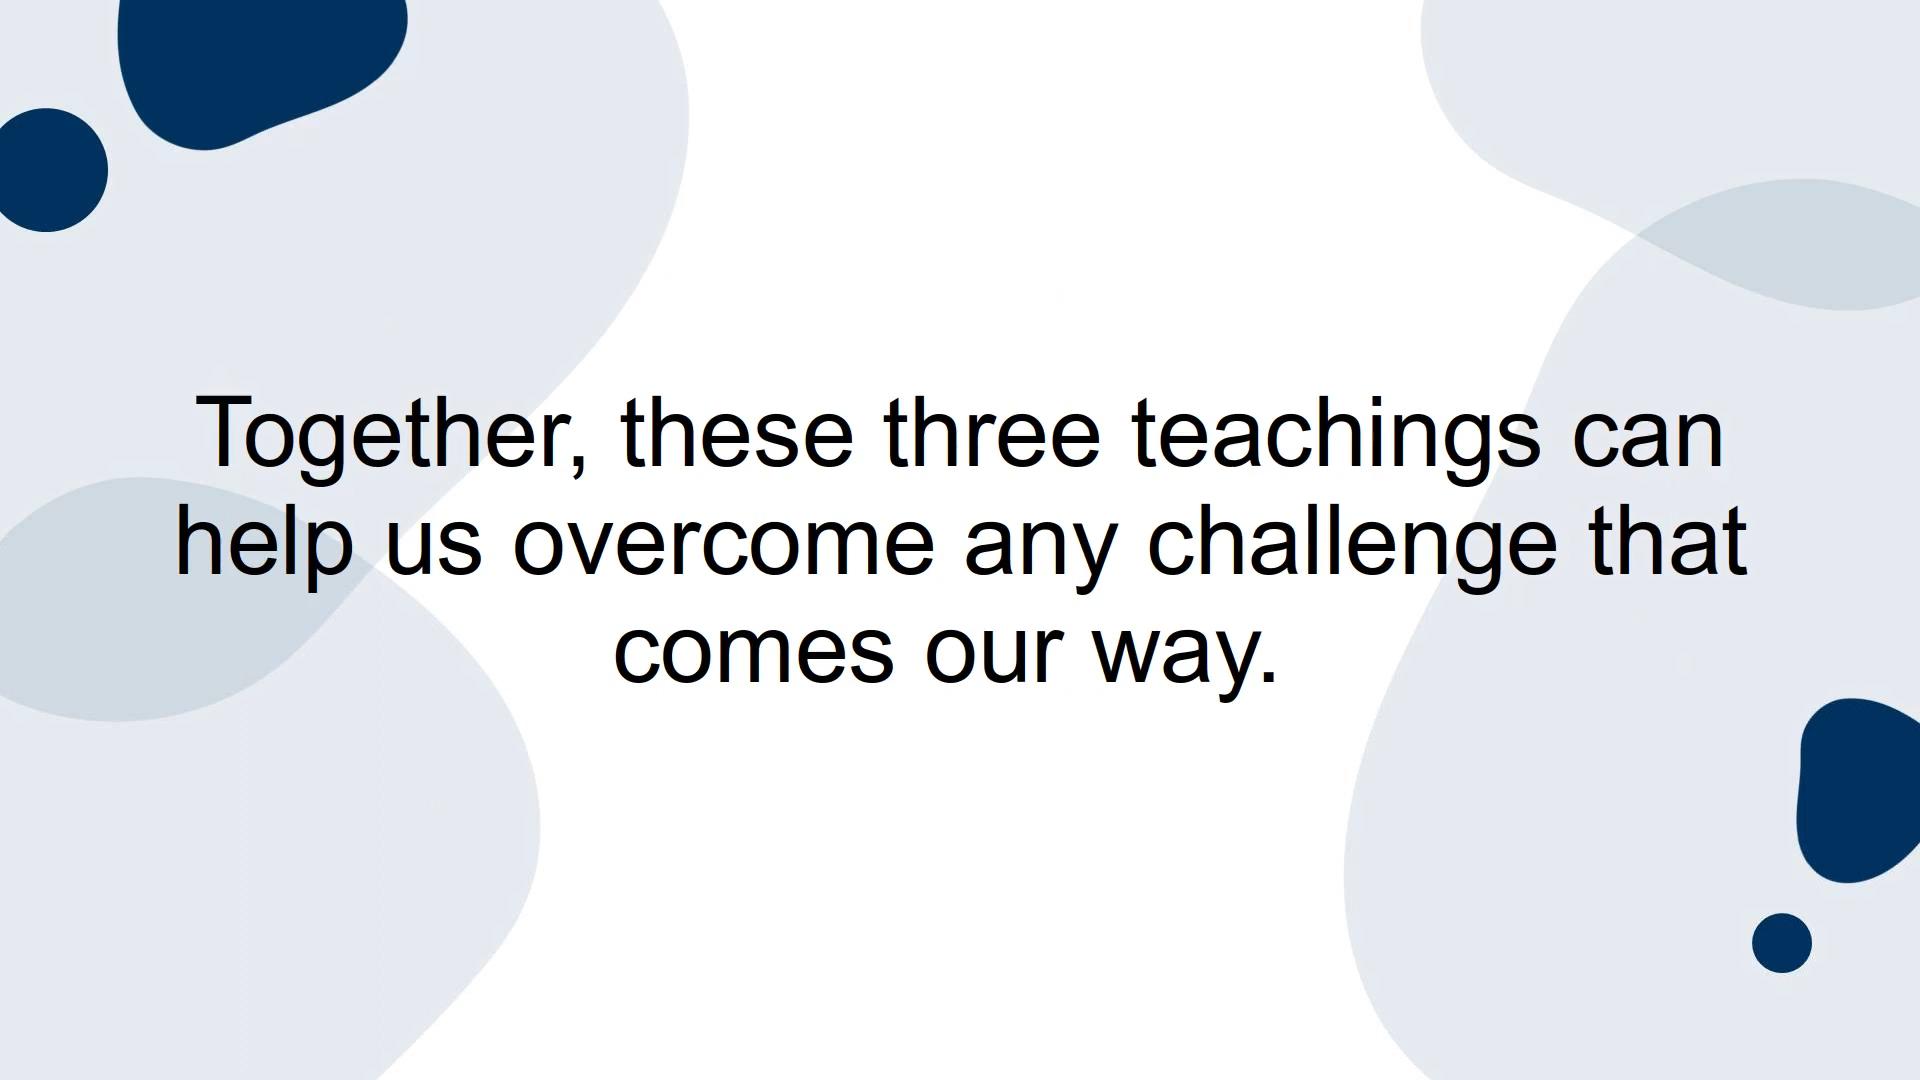 Together, these three teachings can
help us overcome any challenge that
comes our way.